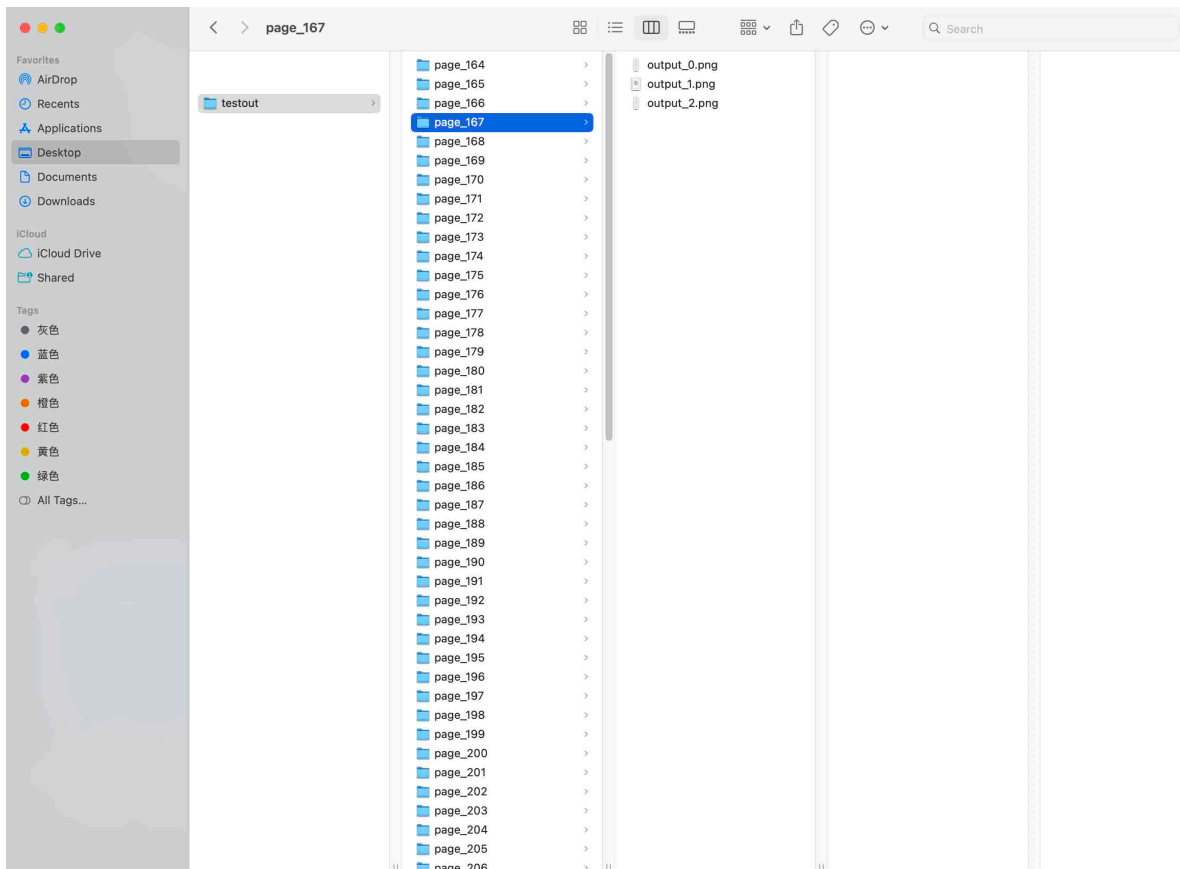 page_167
Search
Favorites
AirDrop
Recents
Applications
Desktop
Documents
Downloads
iCloud
iCloud Drive
Shared
Tags
灰色
蓝色
紫色
橙色
红色
黄色
绿色
All Tags...
testout
page_164
page_165
page_166
page_167
page_168
page_169
page_170
page_171
page_172
page_173
page_174
page_175
page_176
page_177
page_178
page_179
page_180
page_181
page_182
page_183
page_184
page_185
page_186
page_187
page_188
page_189
page_190
page_191
page_192
page_193
page_194
page_195
page_196
page_197
page_198
page_199
page_200
page_201
page_202
page_203
page_204
page_205
page_206
output_0.png
output_1.png
output_2.png